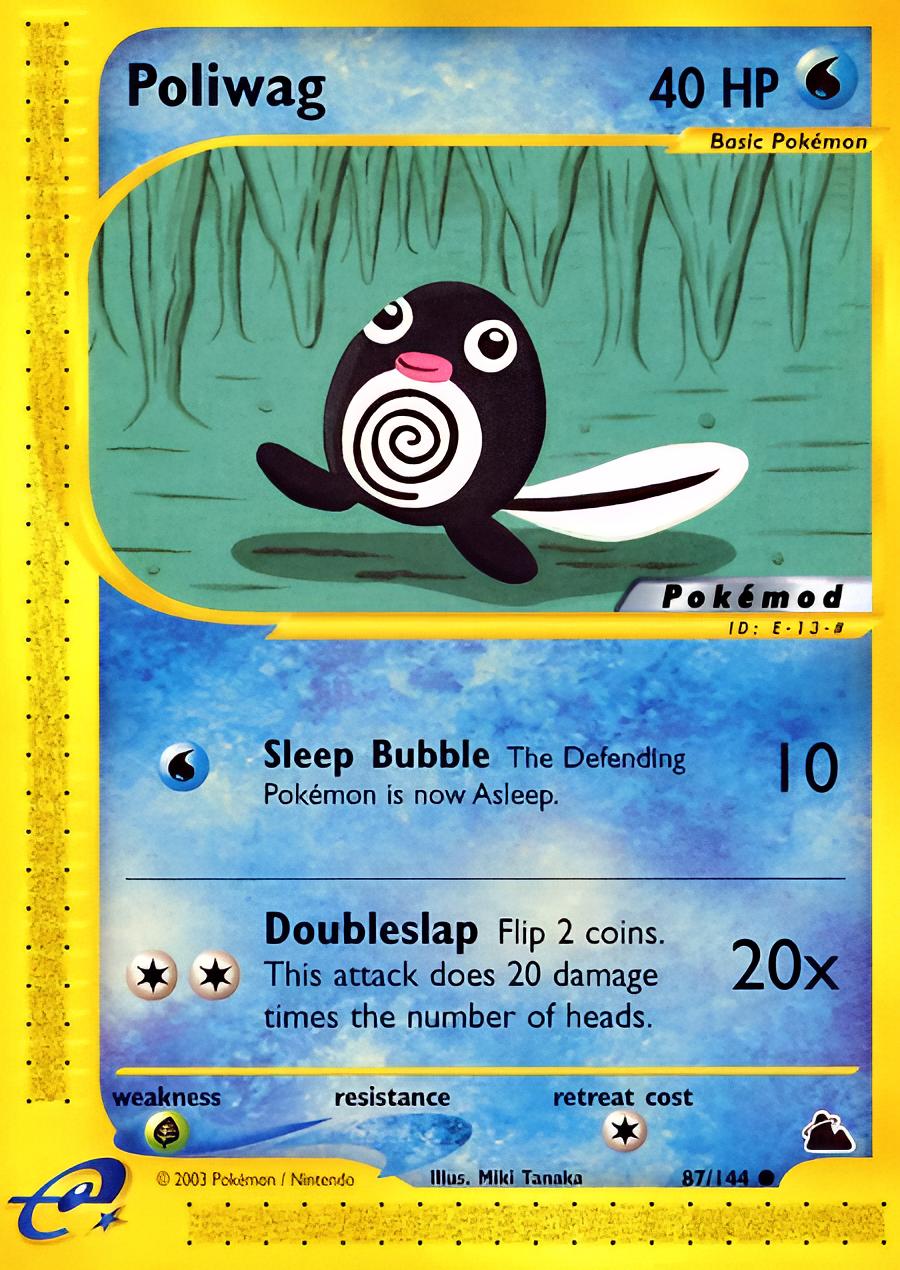 Poliwag 40 HP
Basic Pokémon
Pokémod
ID: E-13-
Sleep Bubble The Defending
Pokémon is now Asleep.
10
Doubleslap Flip 2 coins.
This attack does 20 damage
times the number of heads.
20x
weakness resistance retreat cost
© 2003 Pokémon / Nintendo Illus. Miki Tanaka 87/144
e